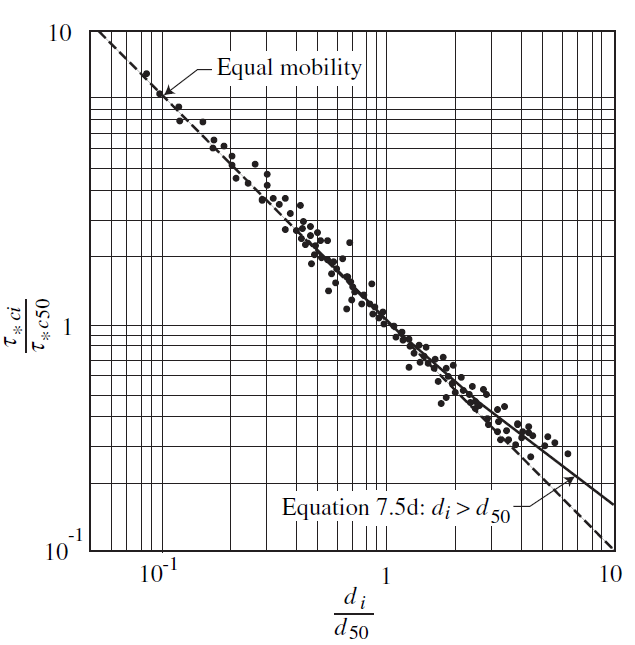 10
Equal mobility
τ*ci
τ*c50
1
Equation 7.5d: di > d50
10-1
10-1
1
10
di
d50